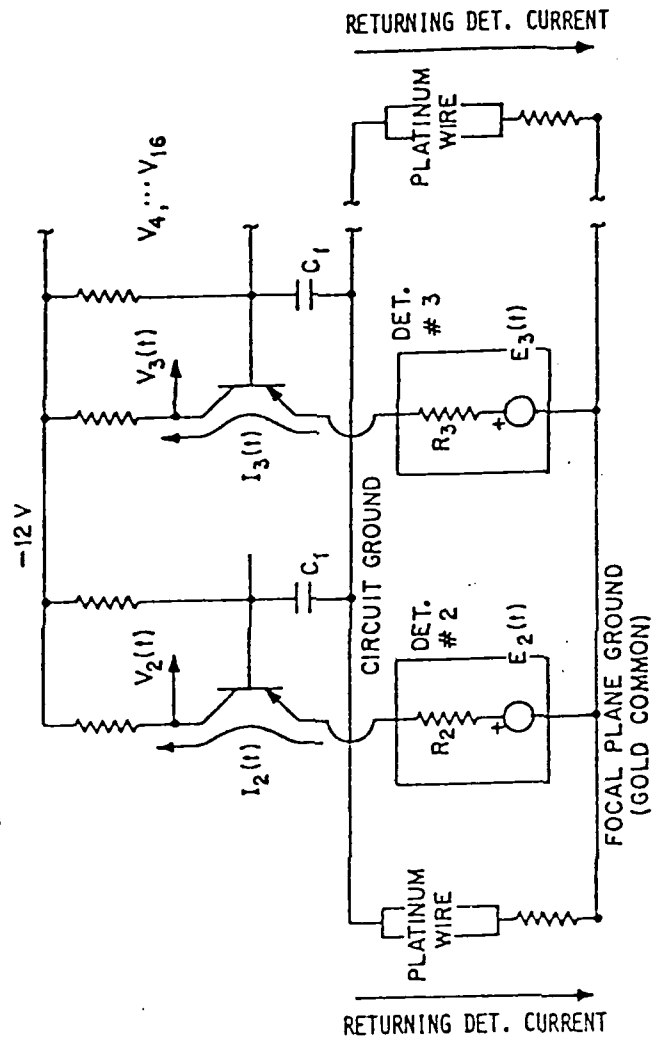 RETURNING DET. CURRENT
-12 V
V2(t)
V3(t)
V4, ··· V16
I2(t)
I3(t)
C1
C1
CIRCUIT GROUND
PLATINUM
WIRE
DET.
# 2
R2
+
E2(t)
DET.
# 3
R3
+
E3(t)
PLATINUM
WIRE
FOCAL PLANE GROUND
(GOLD COMMON)
RETURNING DET. CURRENT